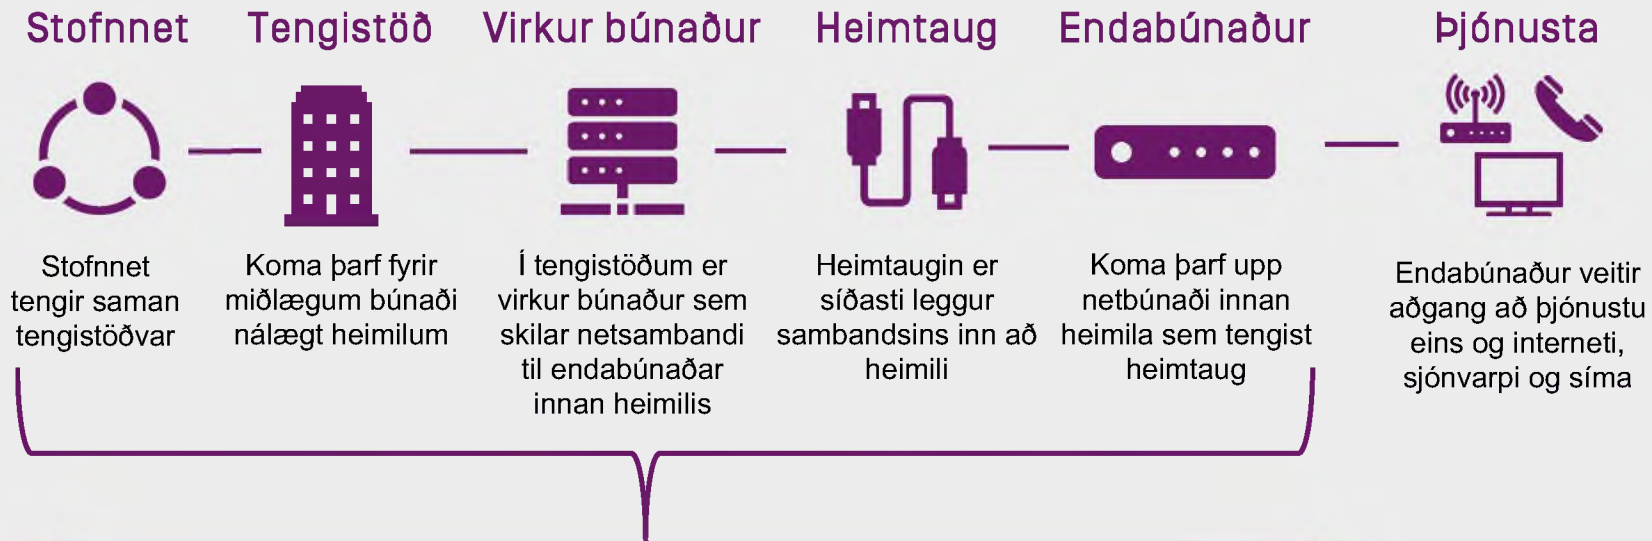 Stofnnet
Tengistöð
Virkur búnaður
Heimtaug
Endabúnaður
Þjónusta
Stofnnet
tengir saman
tengistöðvar
Koma þarf fyrir
miðlægum búnaði
nálægt heimilum
Í tengistöðum er
virkur búnaður sem
skilar netsambandi
til endabúnaðar
innan heimilis
Heimtaugin er
síðasti leggur
sambandsins inn að
heimili
Koma þarf upp
netbúnaði innan
heimila sem tengist
heimtaug
Endabúnaður veitir
aðgang að þjónustu
eins og interneti,
sjónvarpi og síma